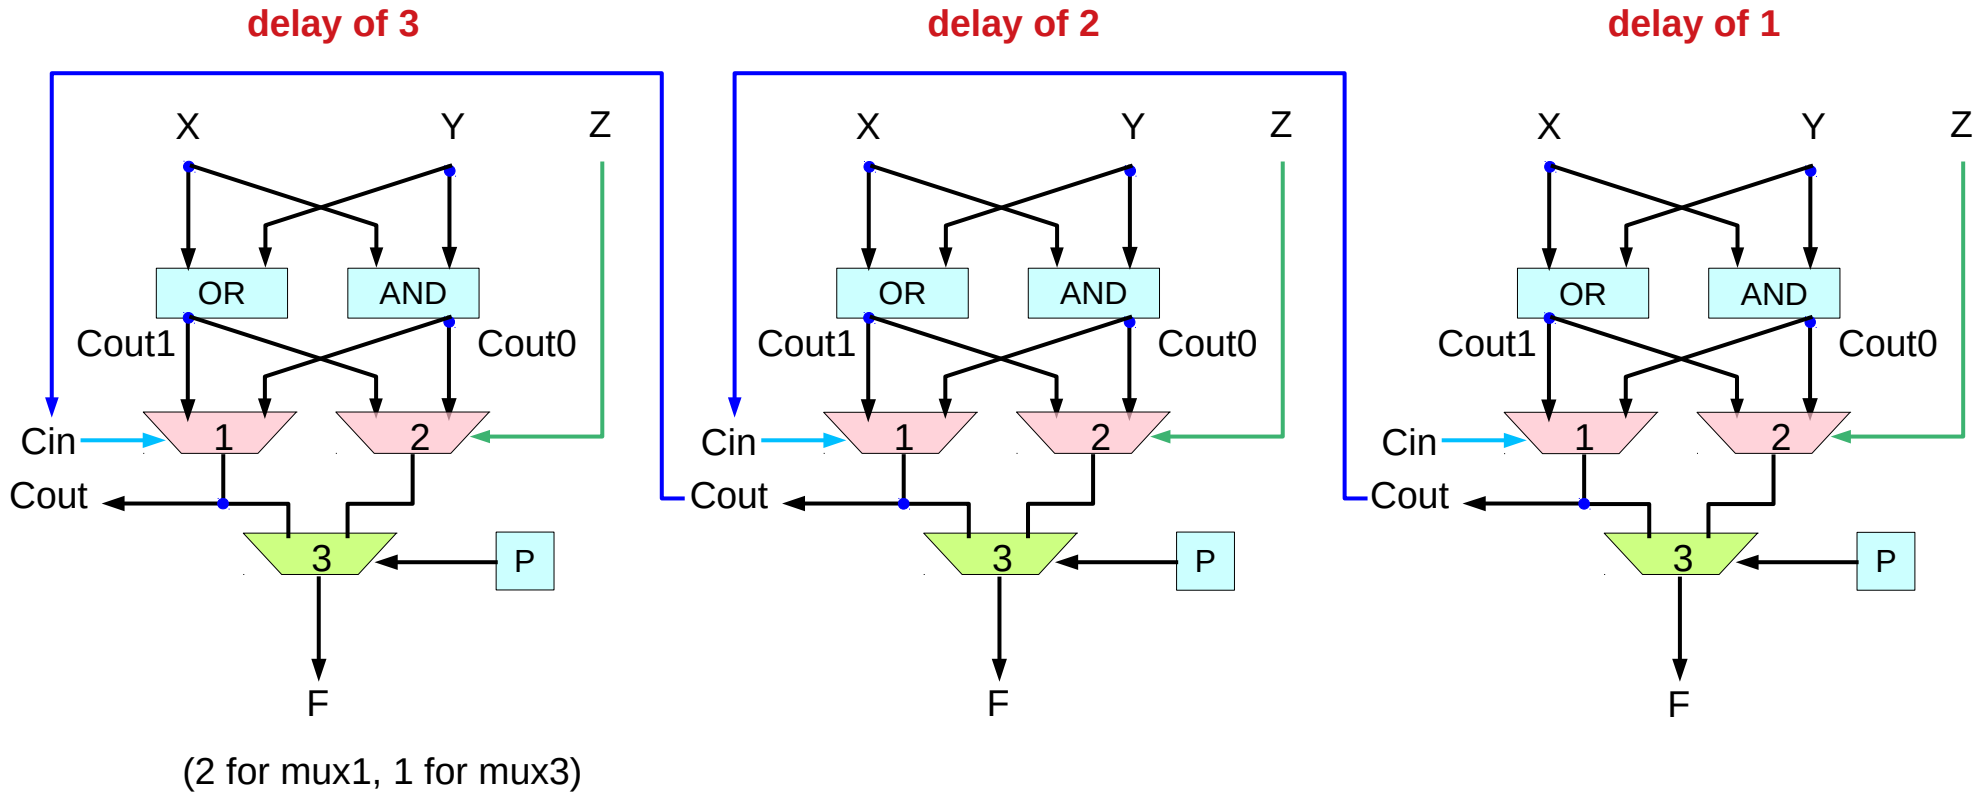 delay of 3 delay of 2 delay of 1
X Y Z X Y Z X Y Z
OR AND OR AND OR AND
Cout1 Cout0 Cout1 Cout0 Cout1 Cout0
Cin 1 2 Cin 1 2 Cin 1 2
Cout Cout Cout
3 P 3 P 3 P
F F F
(2 for mux1, 1 for mux3)